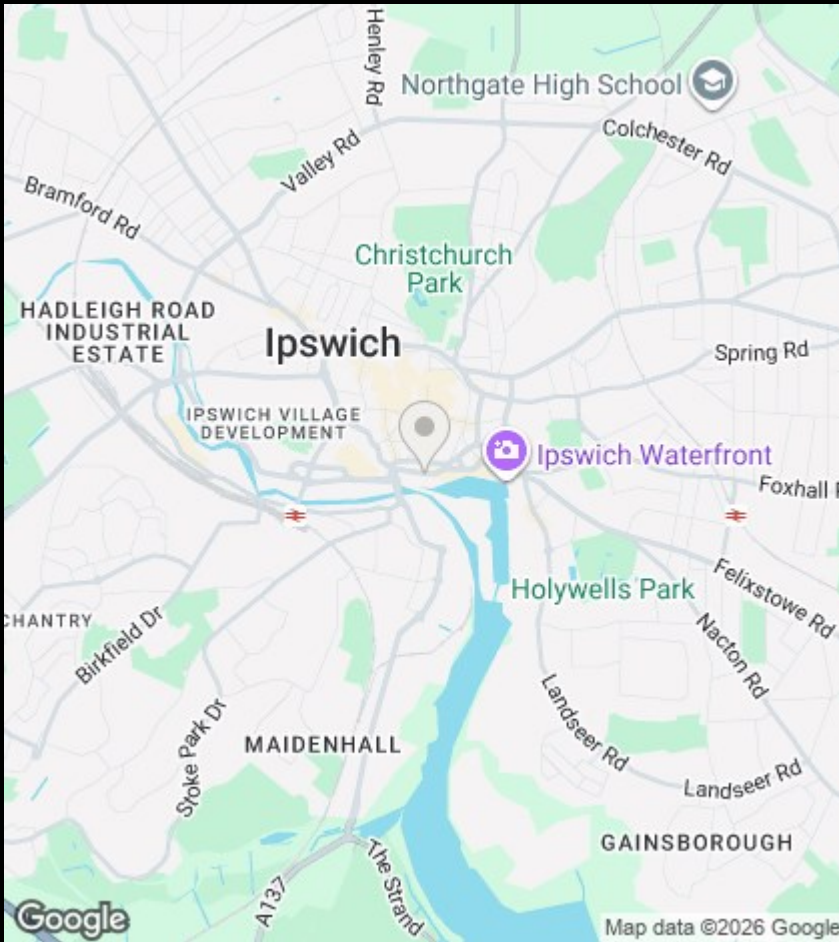 Henley Rd
Northgate High School
Colchester Rd
Valley Rd
Bramford Rd
Christchurch
Park
HADLEIGH ROAD
INDUSTRIAL
ESTATE
Ipswich
Spring Rd
IPSWICH VILLAGE
DEVELOPMENT
Ipswich Waterfront
Foxhall R
Holywells Park
Felixstowe Rd
CHANTRY
Birkfield Dr
Nacton Rd
Stoke Park Dr
MAIDENHALL
Landseer Rd
Landseer Rd
GAINSBOROUGH
The Strand
A137
Google
Map data ©2026 Google